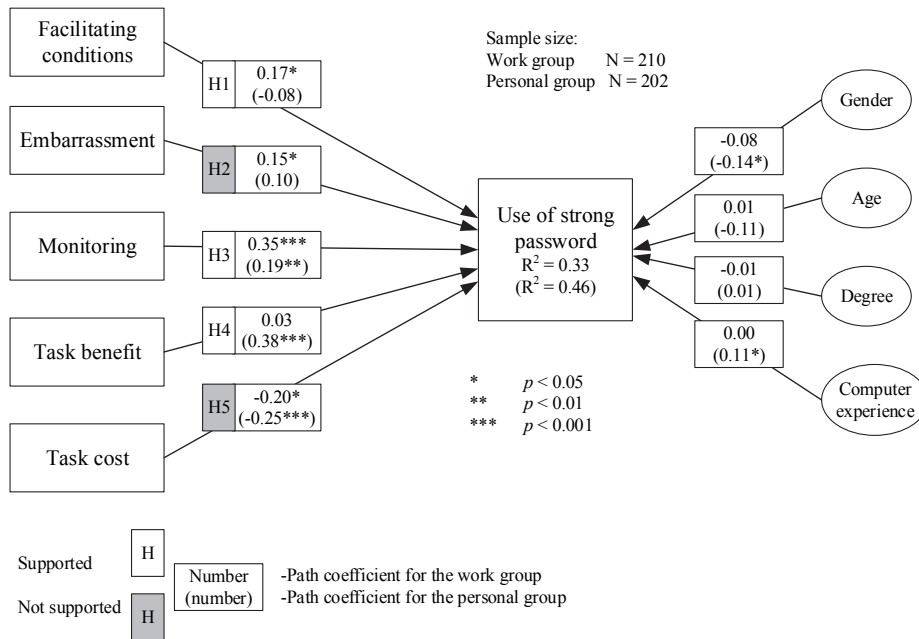 Facilitating
conditions
Embarrassment
Monitoring
Task benefit
Task cost
H1
0.17*
(-0.08)
H2
0.15*
(0.10)
H3
0.35***
(0.19**)
H4
0.03
(0.38***)
H5
-0.20*
(-0.25***)
Sample size:
Work group N = 210
Personal group N = 202
Use of strong
password
R² = 0.33
(R² = 0.46)
* p < 0.05
** p < 0.01
*** p < 0.001
-0.08
(-0.14*)
0.01
(-0.11)
-0.01
(0.01)
0.00
(0.11*)
Gender
Age
Degree
Computer
experience
Supported
H
Not supported
H
Number
(number)
-Path coefficient for the work group
-Path coefficient for the personal group